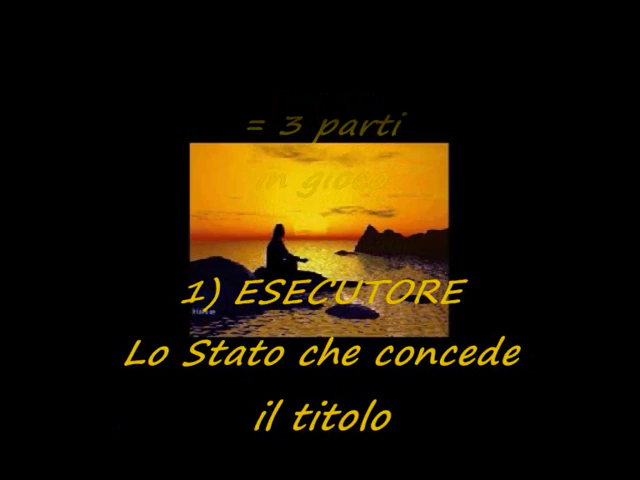 = 3 parti
in gioco
1) ESECUTORE
Lo Stato che concede
il titolo